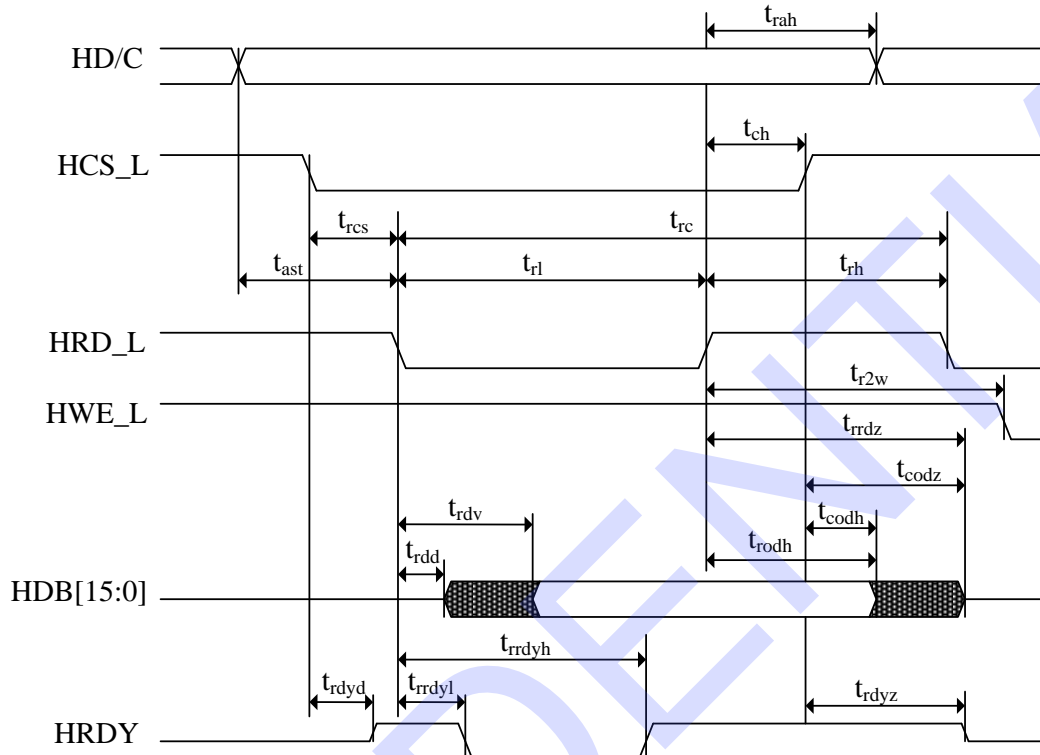 t_rah
HD/C
t_ch
HCS_L
t_rcs t_rc
t_ast t_rl t_rh
HRD_L
t_r2w
HWE_L
t_rrdz
t_codz
t_rdv t_codh
t_rdd t_rodh
HDB[15:0]
t_rrdyh
t_rdyd t_rrdyl t_rdyz
HRDY
DENTIA